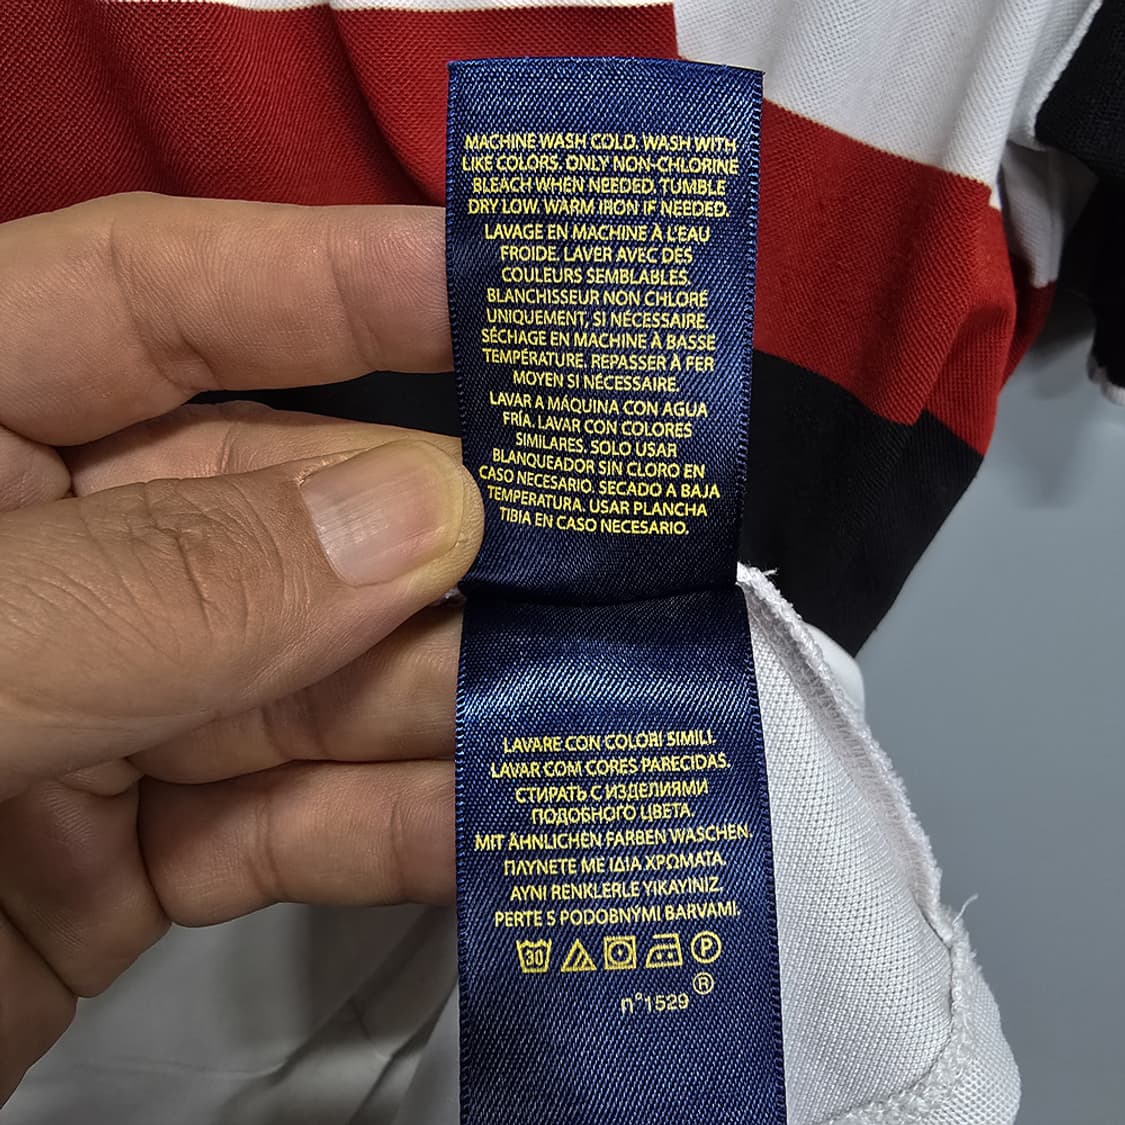 MACHINE WASH COLD. WASH WITH
LIKE COLORS. ONLY NON-CHLORINE
BLEACH WHEN NEEDED. TUMBLE
DRY LOW. WARM IRON IF NEEDED.
LAVAGE EN MACHINE À L'EAU
FROIDE. LAVER AVEC DES
COULEURS SEMBLABLES.
BLANCHISSEUR NON CHLORÉ
UNIQUEMENT, SI NÉCESSAIRE.
SÉCHAGE EN MACHINE À BASSE
TEMPÉRATURE. REPASSER À FER
MOYEN SI NÉCESSAIRE.
LAVAR A MÁQUINA CON AGUA
FRÍA. LAVAR CON COLORES
SIMILARES. SOLO USAR
BLANQUEADOR SIN CLORO EN
CASO NECESARIO. SECADO A BAJA
TEMPERATURA. USAR PLANCHA
TIBIA EN CASO NECESARIO.
LAVARE CON COLORI SIMILI.
LAVAR COM CORES PARECIDAS.
СТИРАТЬ С ИЗДЕЛИЯМИ
ПОДОБНОГО ЦВЕТА.
MIT ÄHNLICHEN FARBEN WASCHEN.
ΠΛΥΝΕΤΕ ΜΕ ΙΔΙΑ ΧΡΩΜΑΤΑ.
AYNI RENKLERLE YIKAYINIZ.
PERTE S PODOBNÝMI BARVAMI.
30 P
®
n°1529